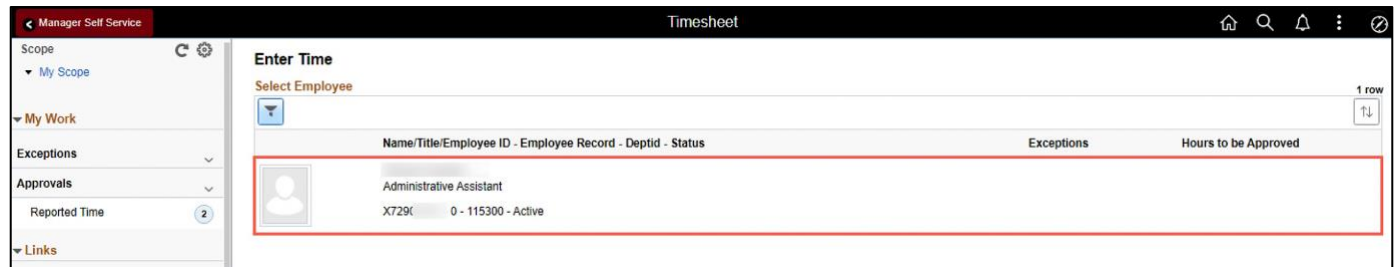 Manager Self Service
Timesheet
Scope
My Scope
My Work
Exceptions
Approvals
Reported Time 2
Links
Enter Time
Select Employee
1 row
Name/Title/Employee ID - Employee Record - Deptid - Status Exceptions Hours to be Approved
Administrative Assistant
0 - 115300 - Active